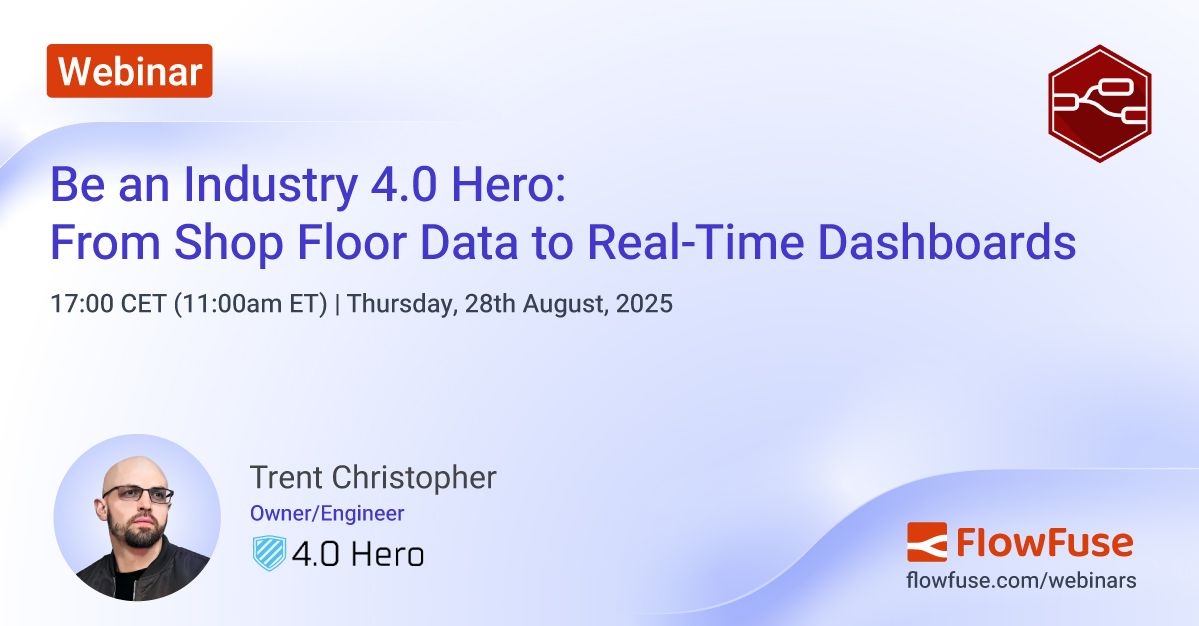 Webinar
Be an Industry 4.0 Hero:
From Shop Floor Data to Real-Time Dashboards
17:00 CET (11:00am ET) | Thursday, 28th August, 2025
Trent Christopher
Owner/Engineer
4.0 Hero
FlowFuse
flowfuse.com/webinars